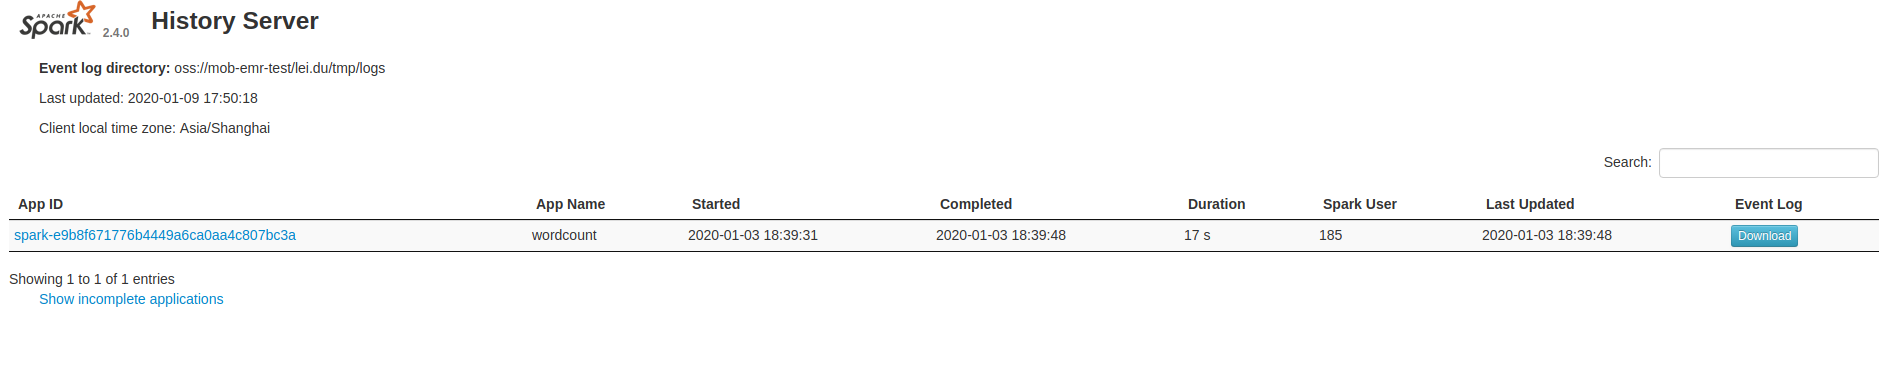 APACHE
Spark 2.4.0 History Server
Event log directory: oss://mob-emr-test/lei.du/tmp/logs
Last updated: 2020-01-09 17:50:18
Client local time zone: Asia/Shanghai
Search:
App ID App Name Started Completed Duration Spark User Last Updated Event Log
spark-e9b8f671776b4449a6ca0aa4c807bc3a wordcount 2020-01-03 18:39:31 2020-01-03 18:39:48 17 s 185 2020-01-03 18:39:48 Download
Showing 1 to 1 of 1 entries
Show incomplete applications